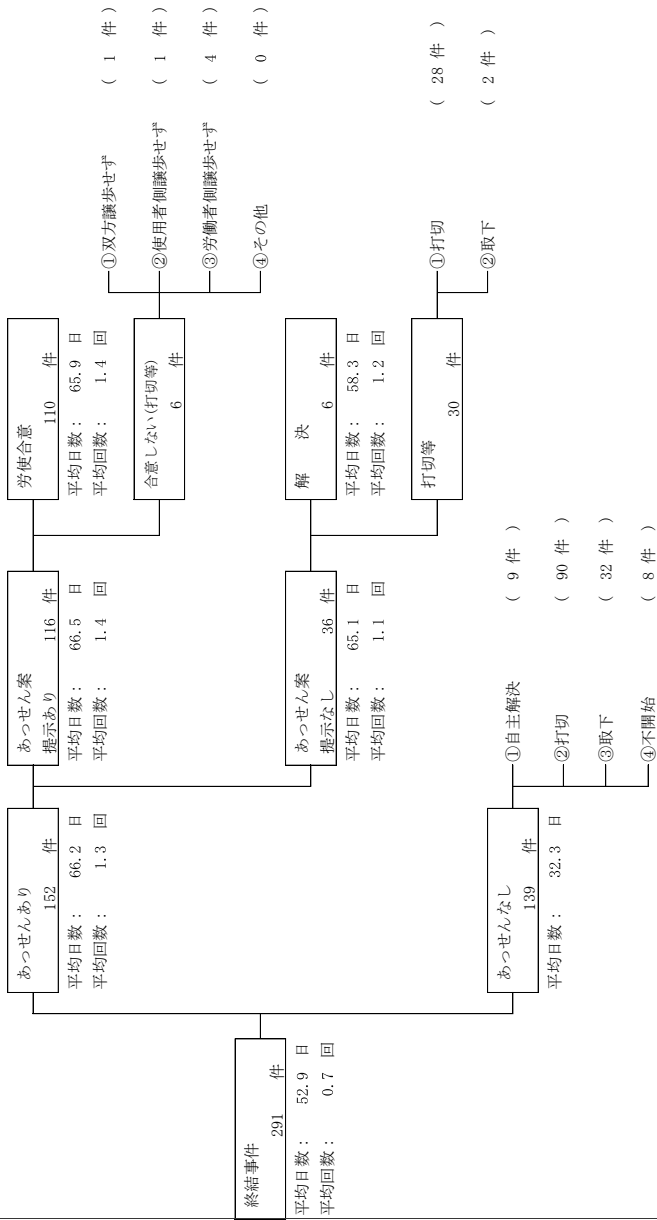 終結事件
291 件
平均日数： 52.9 日
平均回数： 0.7 回
あっせんあり
152 件
平均日数： 66.2 日
平均回数： 1.3 回
あっせん案
提示あり 116 件
平均日数： 66.5 日
平均回数： 1.4 回
労使合意
110 件
平均日数： 65.9 日
平均回数： 1.4 回
合意しない(打切等)
6 件
①双方譲歩せず ( 1 件 )
②使用者側譲歩せず ( 1 件 )
③労働者側譲歩せず ( 4 件 )
④その他 ( 0 件 )
あっせん案
提示なし 36 件
平均日数： 65.1 日
平均回数： 1.1 回
解 決
6 件
平均日数： 58.3 日
平均回数： 1.2 回
打切等
30 件
①打切 ( 28 件 )
②取下 ( 2 件 )
あっせんなし
139 件
平均日数： 32.3 日
①自主解決 ( 9 件 )
②打切 ( 90 件 )
③取下 ( 32 件 )
④不開始 ( 8 件 )